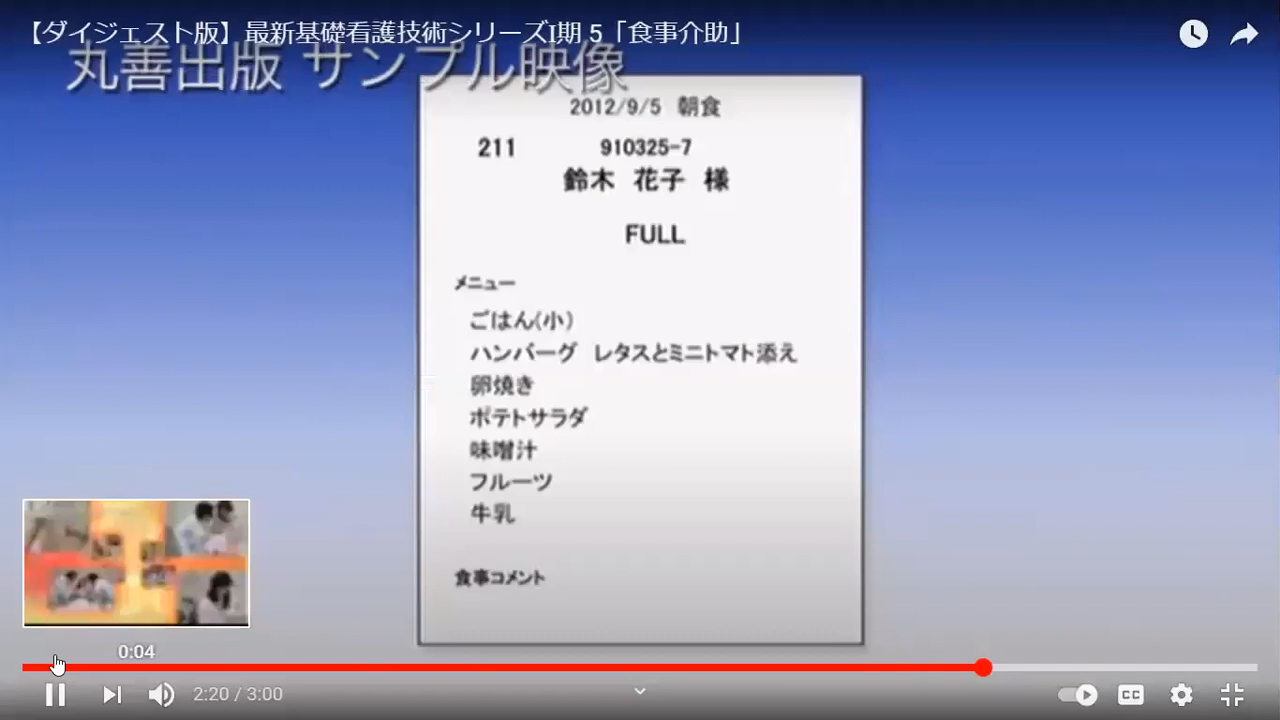 【ダイジェスト版】最新基礎看護技術シリーズI期 5「食事介助」
丸善出版 サンプル映像
2012/9/5 朝食
211 910325-7
鈴木 花子 様
FULL
メニュー
ごはん(小)
ハンバーグ レタスとミニトマト添え
卵焼き
ポテトサラダ
味噌汁
フルーツ
牛乳
食事コメント
0:04
2:20 / 3:00
CC